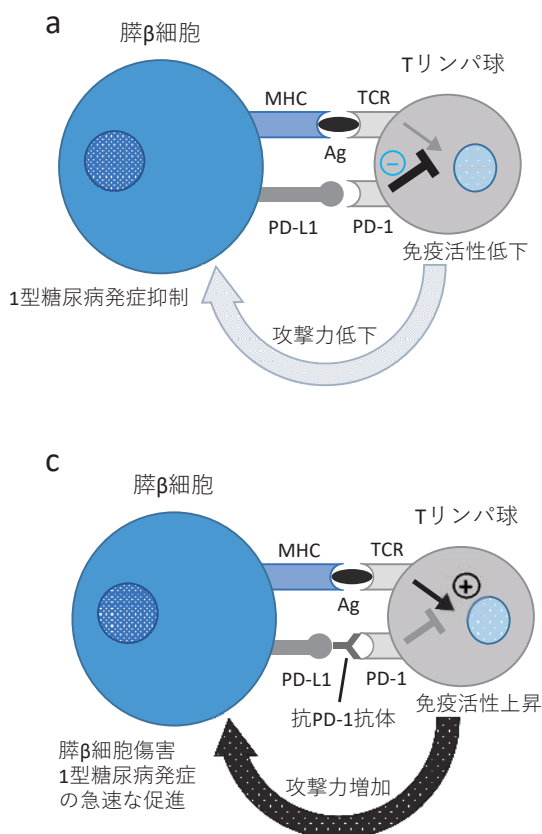 a
膵β細胞
Tリンパ球
MHC
TCR
Ag
PD-L1
PD-1
免疫活性低下
1型糖尿病発症抑制
攻撃力低下
c
膵β細胞
Tリンパ球
MHC
TCR
Ag
PD-L1
PD-1
抗PD-1抗体
免疫活性上昇
膵β細胞傷害
1型糖尿病発症
の急速な促進
攻撃力増加